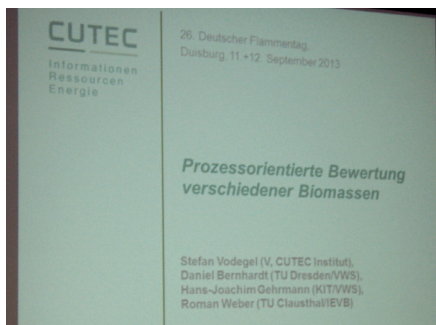 CUTEC
Informationen
Ressourcen
Energie
26. Deutscher Flammentag,
Duisburg, 11.+12. September 2013
Prozessorientierte Bewertung
verschiedener Biomassen
Stefan Vodegel (V, CUTEC Institut),
Daniel Bernhardt (TU Dresden/VWS),
Hans-Joachim Gehrmann (KIT/VWS),
Roman Weber (TU Clausthal/IEVB)